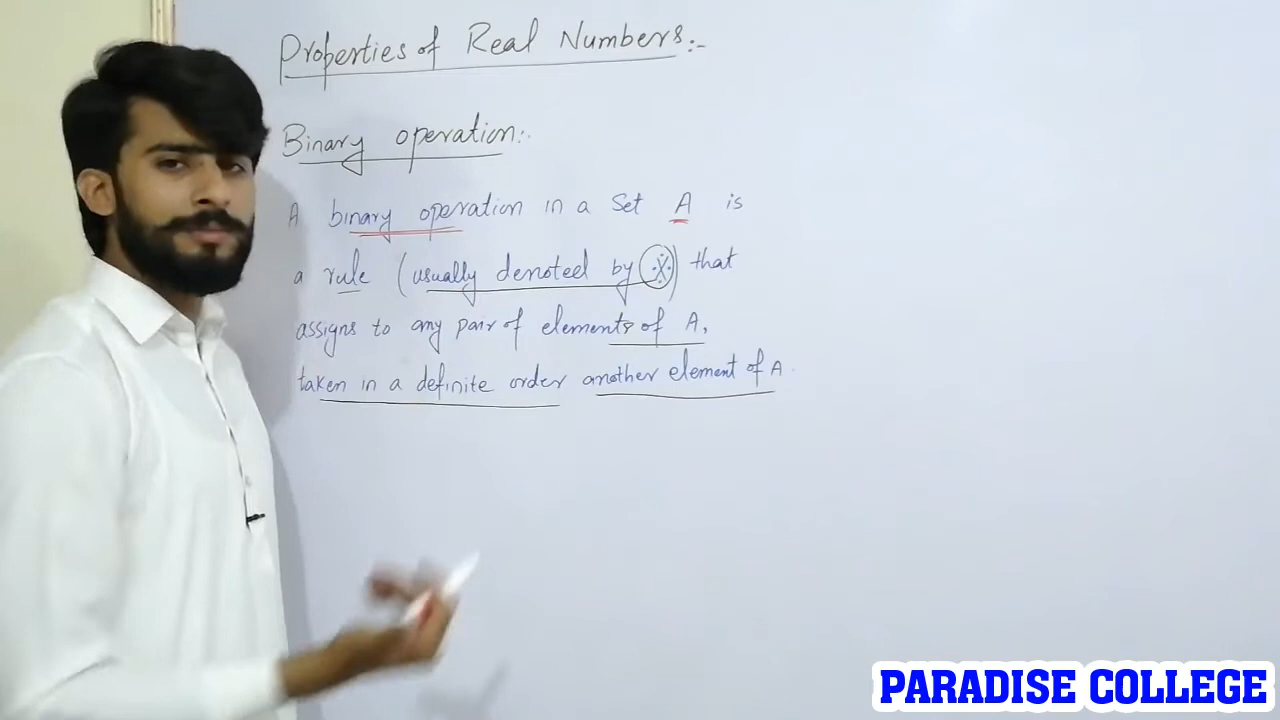 Properties of Real Numbers:-
Binary operation:-
A binary operation in a Set A is
a rule (usually denoted by ⁜) that
assigns to any pair of elements of A,
taken in a definite order another element of A.
PARADISE COLLEGE